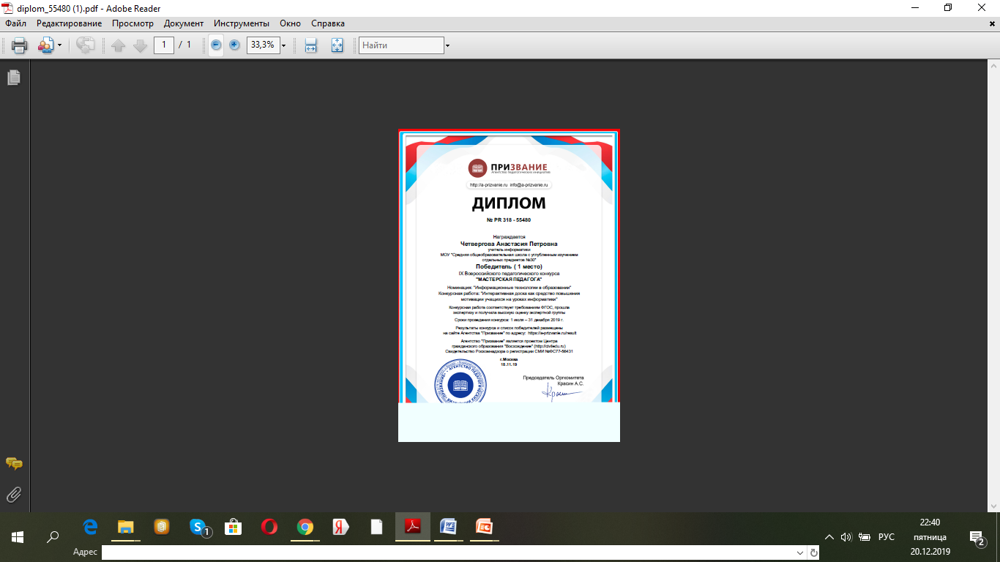 diplom_55480 (1).pdf - Adobe Reader
Файл Редактирование Просмотр Документ Инструменты Окно Справка
1 / 1 33,3% Найти
ПРИЗВАНИЕ
АГЕНТСТВО ПЕДАГОГИЧЕСКИХ ИНИЦИАТИВ
http://a-prizvanie.ru info@a-prizvanie.ru
ДИПЛОМ
№ PR 318 - 55480
Награждается
Четвергова Анастасия Петровна
учитель информатики
МОУ "Средняя общеобразовательная школа с углубленным изучением
отдельных предметов №30"
Победитель ( 1 место)
IX Всероссийского педагогического конкурса
"МАСТЕРСКАЯ ПЕДАГОГА"
Номинация: "Информационные технологии в образовании"
Конкурсная работа: "Интерактивная доска как средство повышения
мотивации учащихся на уроках информатики"
Конкурсная работа соответствует требованиям ФГОС, прошла
экспертизу и получила высокую оценку экспертной группы
Сроки проведения конкурса: 1 июля – 31 декабря 2019 г.
Результаты конкурса и список победителей размещены
на сайте Агентства "Призвание" по адресу: https://a-prizvanie.ru/result
Агентство "Призвание" является проектом Центра
гражданского образования "Восхождение" (http://civiledu.ru)
Свидетельство Роскомнадзора о регистрации СМИ №ФС77-56431
г.Москва
18.11.19
Председатель Оргкомитета
Красин А.С.
22:40
РУС пятница
20.12.2019
Адрес